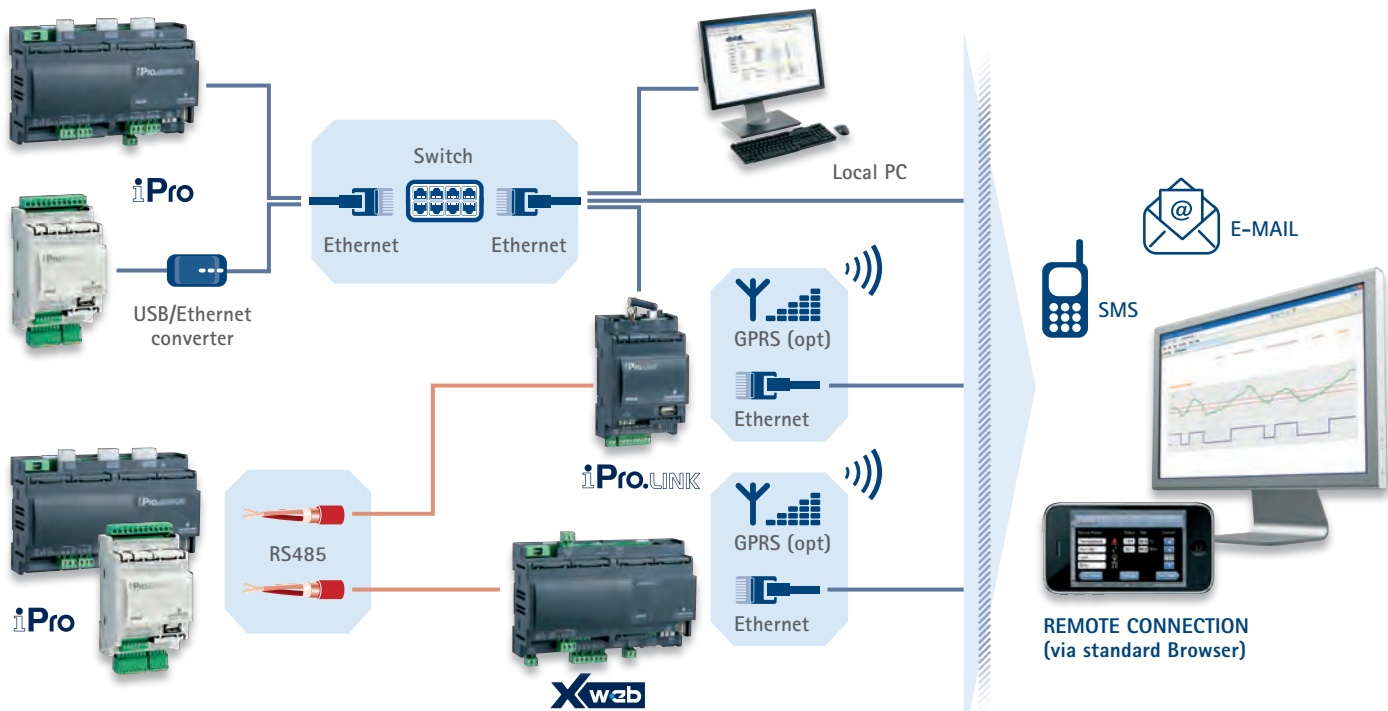 iPro
Switch
Ethernet
Ethernet
USB/Ethernet
converter
Local PC
GPRS (opt)
Ethernet
iPro.LINK
iPro
RS485
GPRS (opt)
Ethernet
Xweb
@
E-MAIL
SMS
REMOTE CONNECTION
(via standard Browser)